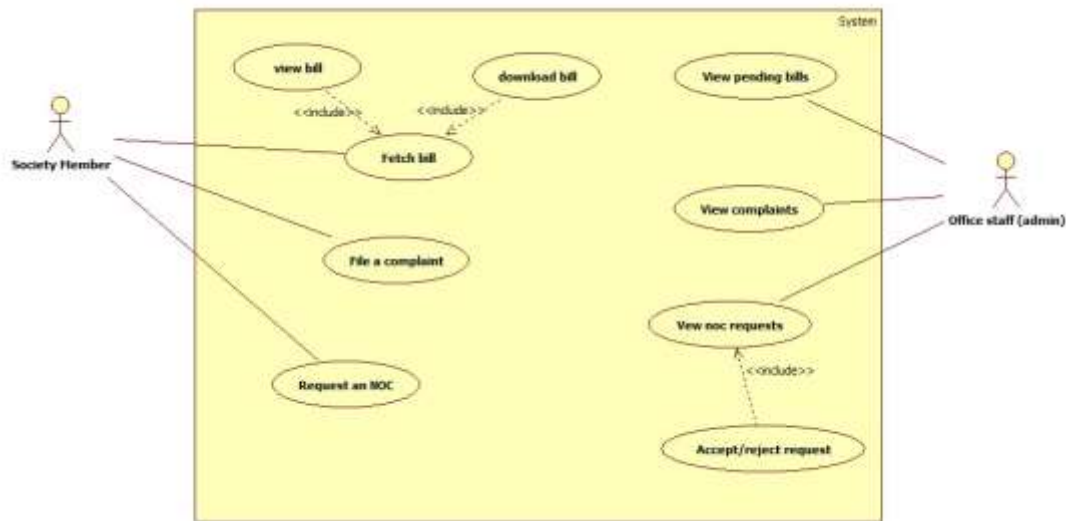 System
view bill
download bill
View pending bills
<<include>>
<<include>>
Fetch bill
Society Member
Office staff (admin)
View complaints
File a complaint
Vew noc requests
<<include>>
Request an NOC
Accept/reject request